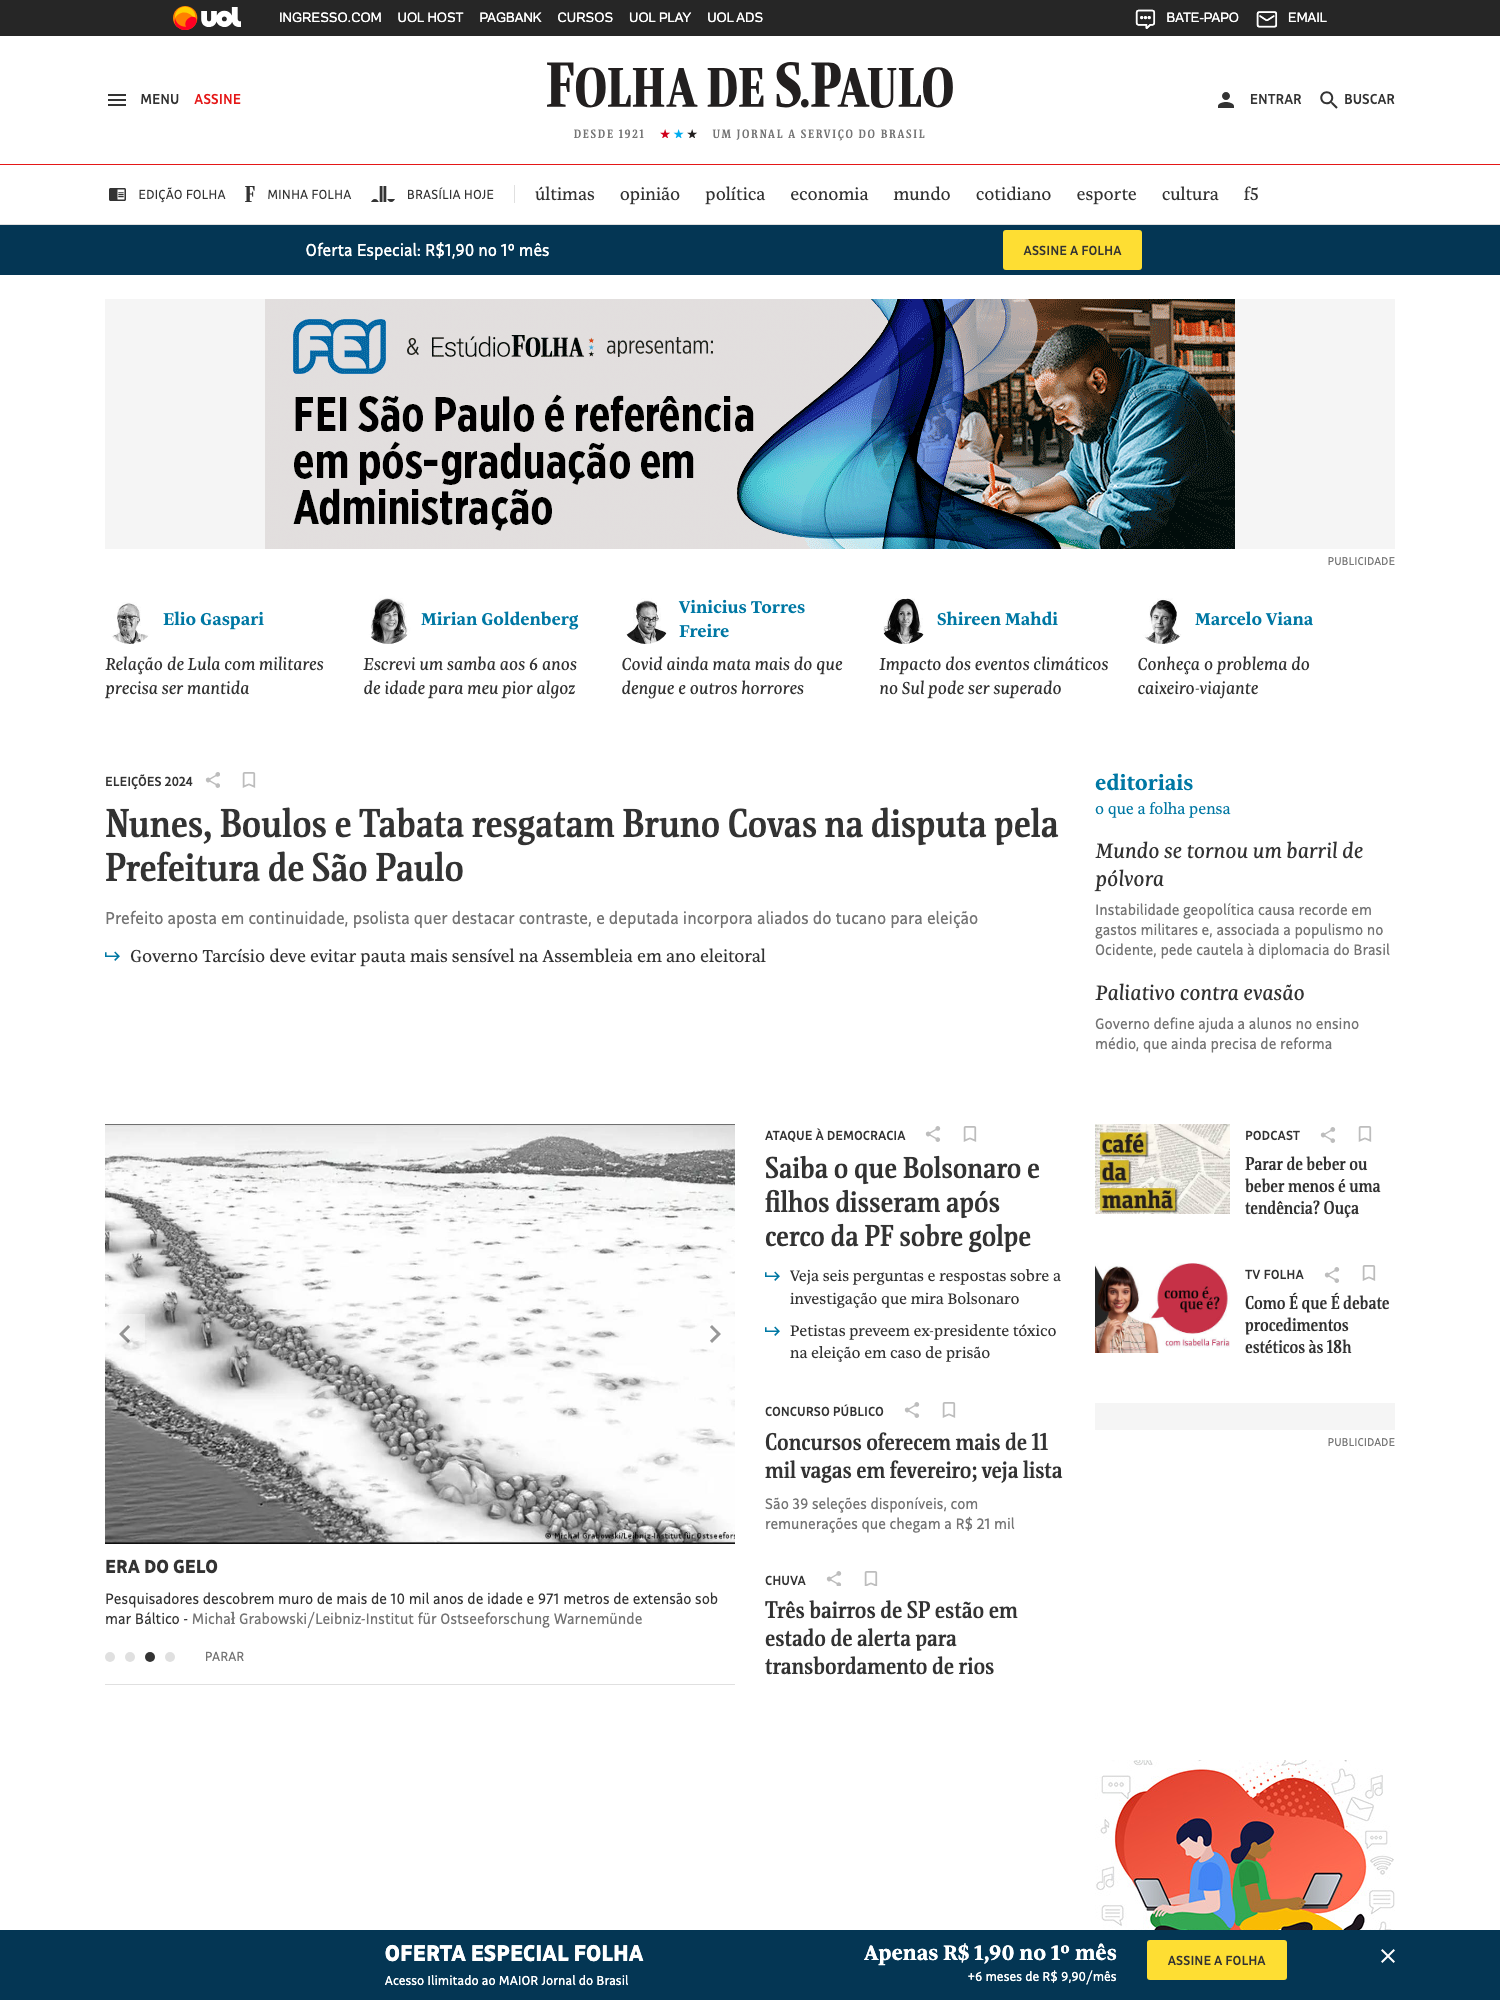 uol INGRESSO.COM UOL HOST PAGBANK CURSOS UOL PLAY UOL ADS BATE-PAPO EMAIL
MENU ASSINE
FOLHA DE S.PAULO
ENTRAR BUSCAR
DESDE 1921 ★★★ UM JORNAL A SERVIÇO DO BRASIL
EDIÇÃO FOLHA F MINHA FOLHA BRASÍLIA HOJE últimas opinião política economia mundo cotidiano esporte cultura f5
Oferta Especial: R$1,90 no 1º mês ASSINE A FOLHA
FEI & EstúdioFOLHA apresentam:
FEI São Paulo é referência
em pós-graduação em
Administração
PUBLICIDADE
Elio Gaspari
Relação de Lula com militares
precisa ser mantida
Mirian Goldenberg
Escrevi um samba aos 6 anos
de idade para meu pior algoz
Vinicius Torres
Freire
Covid ainda mata mais do que
dengue e outros horrores
Shireen Mahdi
Impacto dos eventos climáticos
no Sul pode ser superado
Marcelo Viana
Conheça o problema do
caixeiro-viajante
ELEIÇÕES 2024
Nunes, Boulos e Tabata resgatam Bruno Covas na disputa pela
Prefeitura de São Paulo
Prefeito aposta em continuidade, psolista quer destacar contraste, e deputada incorpora aliados do tucano para eleição
Governo Tarcísio deve evitar pauta mais sensível na Assembleia em ano eleitoral
editoriais
o que a folha pensa
Mundo se tornou um barril de
pólvora
Instabilidade geopolítica causa recorde em
gastos militares e, associada a populismo no
Ocidente, pede cautela à diplomacia do Brasil
Paliativo contra evasão
Governo define ajuda a alunos no ensino
médio, que ainda precisa de reforma
© Michał Grabowski/Leibniz-Institut für Ostseefors
ERA DO GELO
Pesquisadores descobrem muro de mais de 10 mil anos de idade e 971 metros de extensão sob
mar Báltico - Michał Grabowski/Leibniz-Institut für Ostseeforschung Warnemünde
PARAR
ATAQUE À DEMOCRACIA
Saiba o que Bolsonaro e
filhos disseram após
cerco da PF sobre golpe
Veja seis perguntas e respostas sobre a
investigação que mira Bolsonaro
Petistas preveem ex-presidente tóxico
na eleição em caso de prisão
CONCURSO PÚBLICO
Concursos oferecem mais de 11
mil vagas em fevereiro; veja lista
São 39 seleções disponíveis, com
remunerações que chegam a R$ 21 mil
CHUVA
Três bairros de SP estão em
estado de alerta para
transbordamento de rios
café
da
manhã
PODCAST
Parar de beber ou
beber menos é uma
tendência? Ouça
como é
que é?
com Isabella Faria
TV FOLHA
Como É que É debate
procedimentos
estéticos às 18h
PUBLICIDADE
OFERTA ESPECIAL FOLHA
Acesso Ilimitado ao MAIOR Jornal do Brasil
Apenas R$ 1,90 no 1º mês
+6 meses de R$ 9,90/mês
ASSINE A FOLHA